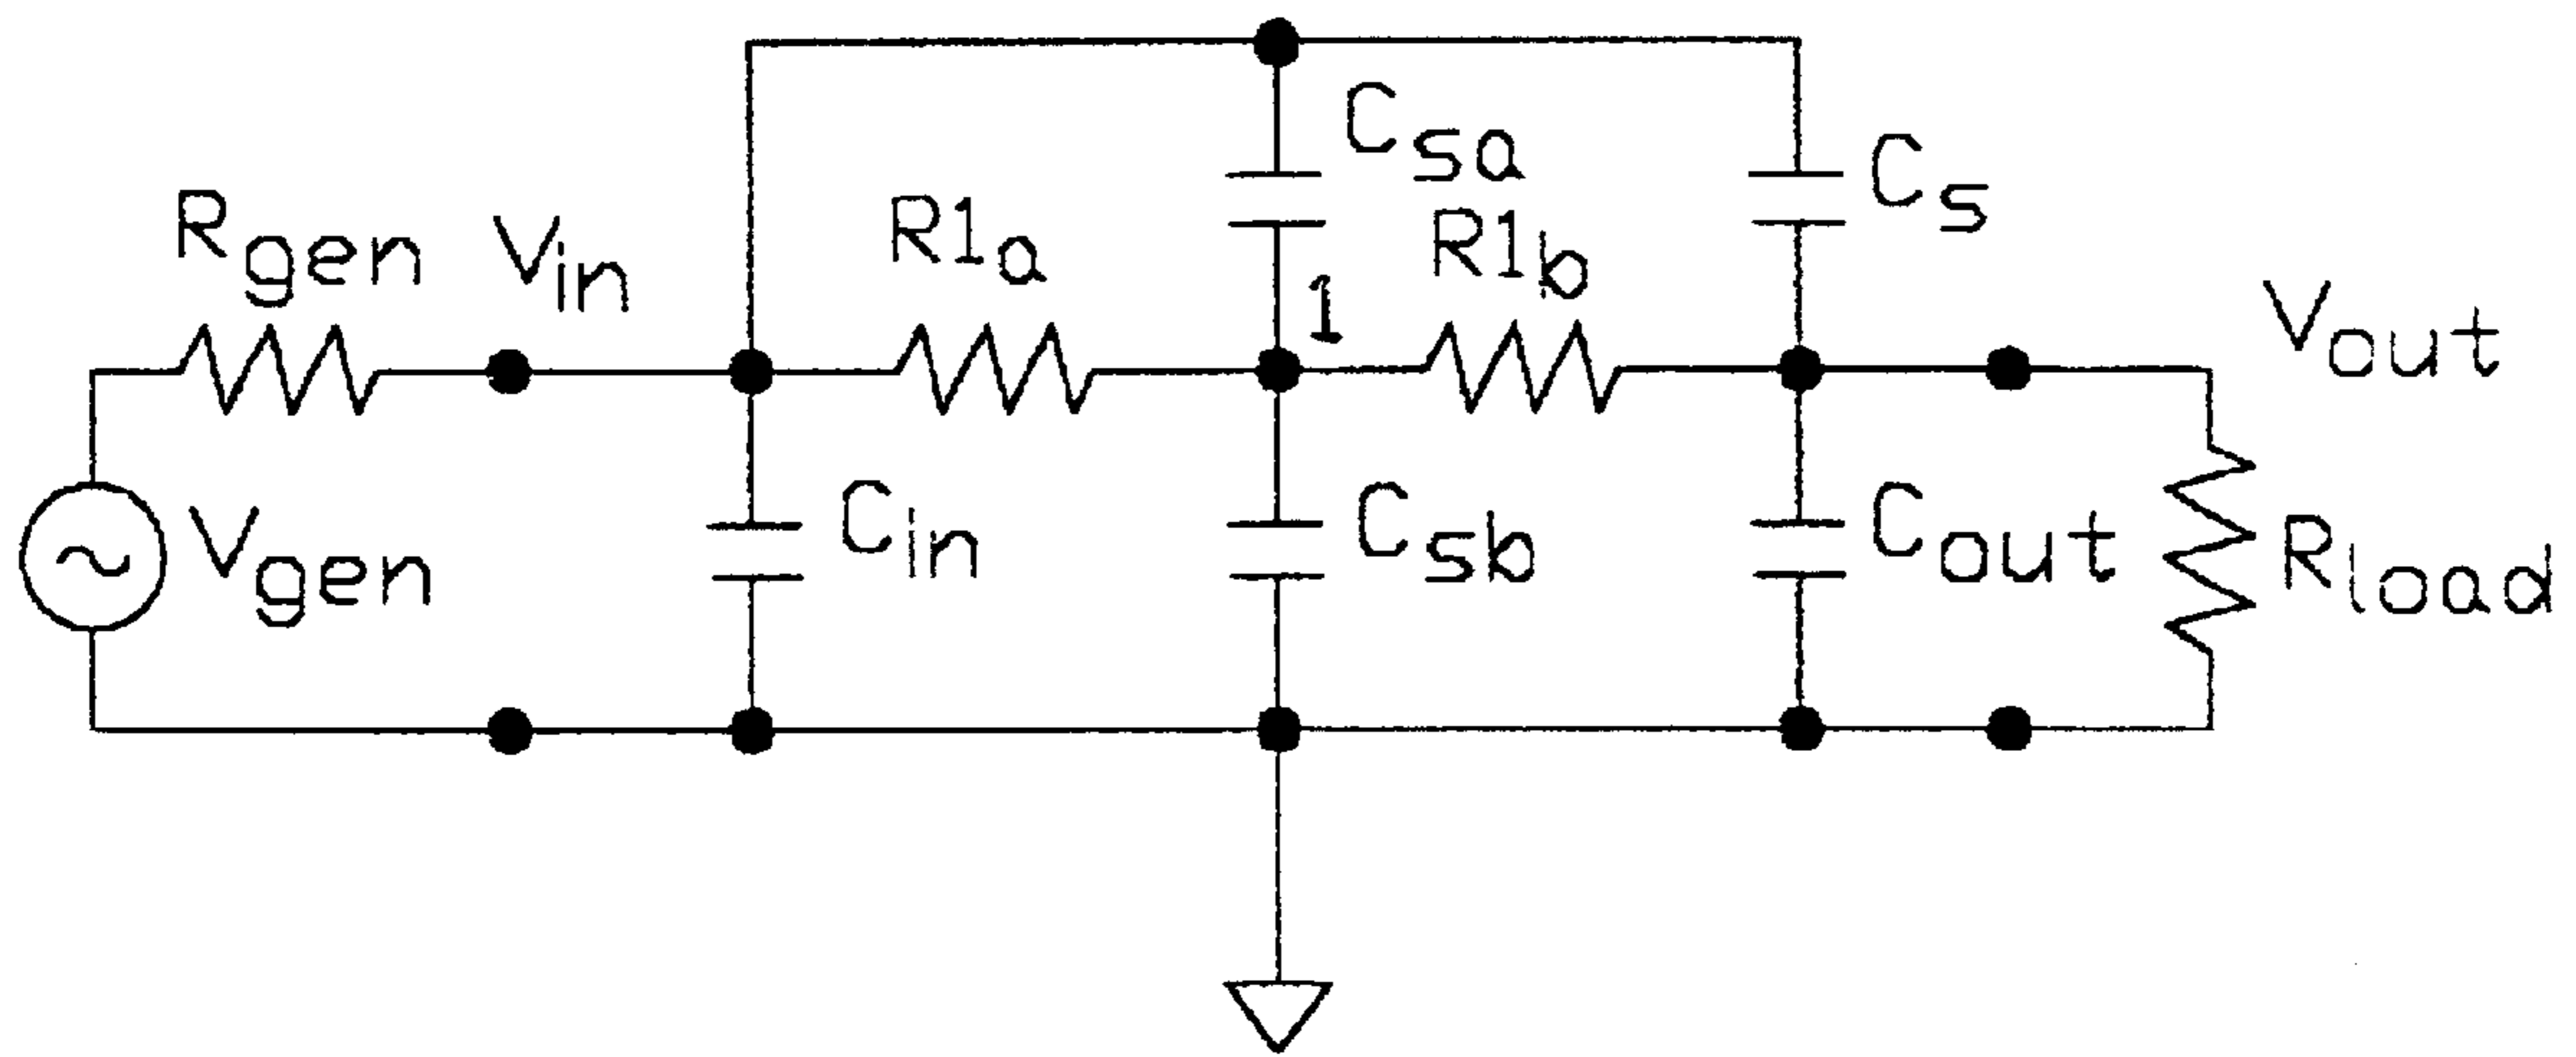 Csa
Cs
Rgen
Vin
R1a
1
R1b
Vout
Vgen
Cin
Csb
Cout
Rload